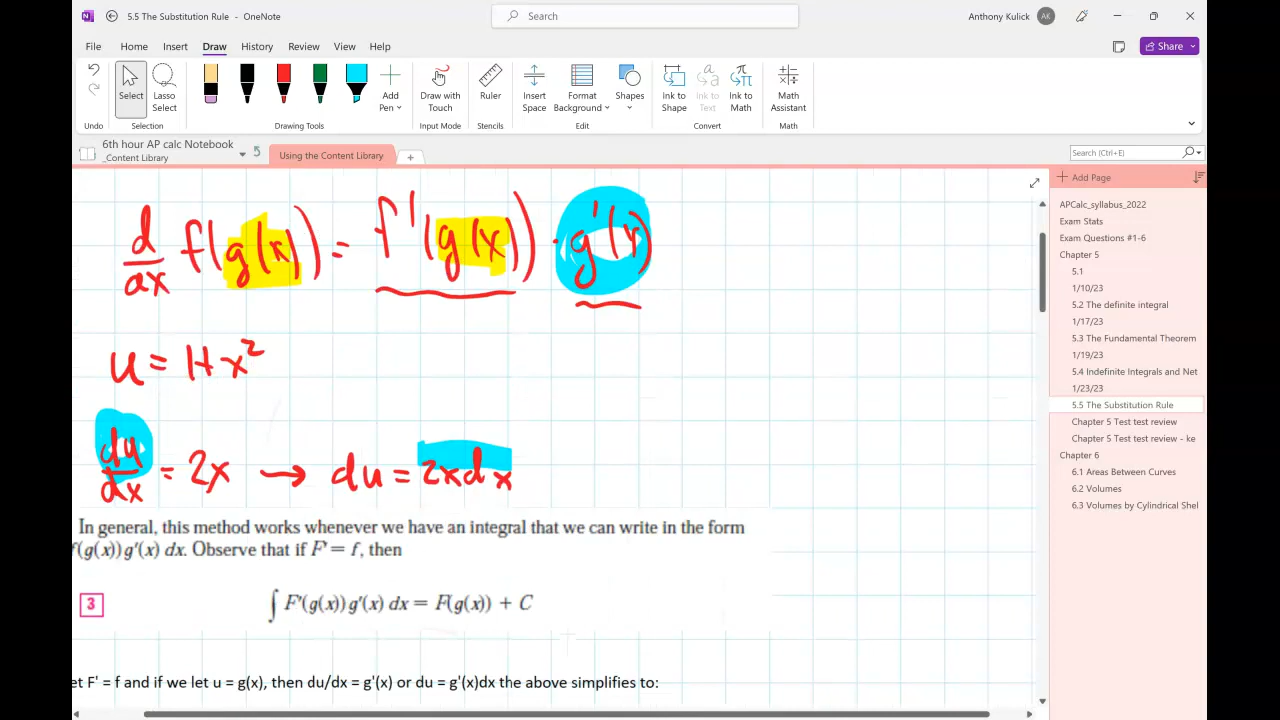 5.5 The Substitution Rule - OneNote
Search
Anthony Kulick
AK
File Home Insert Draw History Review View Help
Share
Undo
Select
Lasso Select
Add Pen
Draw with Touch
Ruler
Insert Space
Format Background
Shapes
Ink to Shape
Ink to Text
Ink to Math
Math Assistant
Selection
Drawing Tools
Input Mode
Stencils
Edit
Convert
Math
6th hour AP calc Notebook
_Content Library
Using the Content Library
Search (Ctrl+E)
d/dx f(g(x)) = f'(g(x)) · g'(x)
u = 1+x²
du/dx = 2x → du = 2xdx
In general, this method works whenever we have an integral that we can write in the form
f(g(x))g′(x) dx. Observe that if F′ = f, then
3
∫ F′(g(x))g′(x) dx = F(g(x)) + C
et F' = f and if we let u = g(x), then du/dx = g'(x) or du = g'(x)dx the above simplifies to:
Add Page
APCalc_syllabus_2022
Exam Stats
Exam Questions #1-6
Chapter 5
5.1
1/10/23
5.2 The definite integral
1/17/23
5.3 The Fundamental Theorem
1/19/23
5.4 Indefinite Integrals and Net
1/23/23
5.5 The Substitution Rule
Chapter 5 Test test review
Chapter 5 Test test review - ke
Chapter 6
6.1 Areas Between Curves
6.2 Volumes
6.3 Volumes by Cylindrical Shel